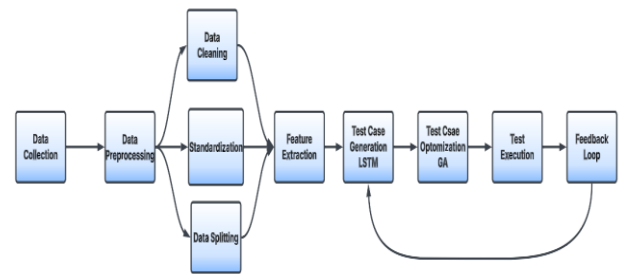 Data
Cleaning
Data
Collection
Data
Preprocessing
Standardization
Feature
Extraction
Test Case
Generation
LSTM
Test Csae
Optomization
GA
Test
Execution
Feedback
Loop
Data Splitting